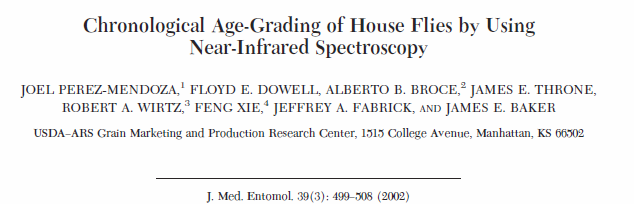 Chronological Age-Grading of House Flies by Using
Near-Infrared Spectroscopy
JOEL PEREZ-MENDOZA,¹ FLOYD E. DOWELL, ALBERTO B. BROCE,² JAMES E. THRONE,
ROBERT A. WIRTZ,³ FENG XIE,⁴ JEFFREY A. FABRICK, AND JAMES E. BAKER
USDA–ARS Grain Marketing and Production Research Center, 1515 College Avenue, Manhattan, KS 66502
J. Med. Entomol. 39(3): 499–508 (2002)